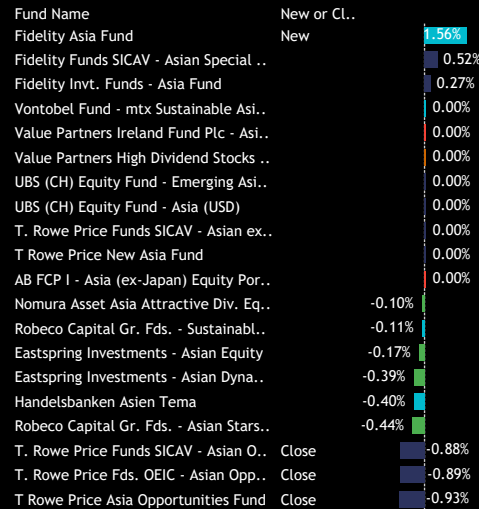 Fund Name New or Cl..
Fidelity Asia Fund New 1.56%
Fidelity Funds SICAV - Asian Special .. 0.52%
Fidelity Invt. Funds - Asia Fund 0.27%
Vontobel Fund - mtx Sustainable Asi.. 0.00%
Value Partners Ireland Fund Plc - Asi.. 0.00%
Value Partners High Dividend Stocks .. 0.00%
UBS (CH) Equity Fund - Emerging Asi.. 0.00%
UBS (CH) Equity Fund - Asia (USD) 0.00%
T. Rowe Price Funds SICAV - Asian ex.. 0.00%
T Rowe Price New Asia Fund 0.00%
AB FCP I - Asia (ex-Japan) Equity Por.. 0.00%
Nomura Asset Asia Attractive Div. Eq.. -0.10%
Robeco Capital Gr. Fds. - Sustainabl.. -0.11%
Eastspring Investments - Asian Equity -0.17%
Eastspring Investments - Asian Dyna.. -0.39%
Handelsbanken Asien Tema -0.40%
Robeco Capital Gr. Fds. - Asian Stars.. -0.44%
T. Rowe Price Funds SICAV - Asian O.. Close -0.88%
T. Rowe Price Fds. OEIC - Asian Opp.. Close -0.89%
T Rowe Price Asia Opportunities Fund Close -0.93%